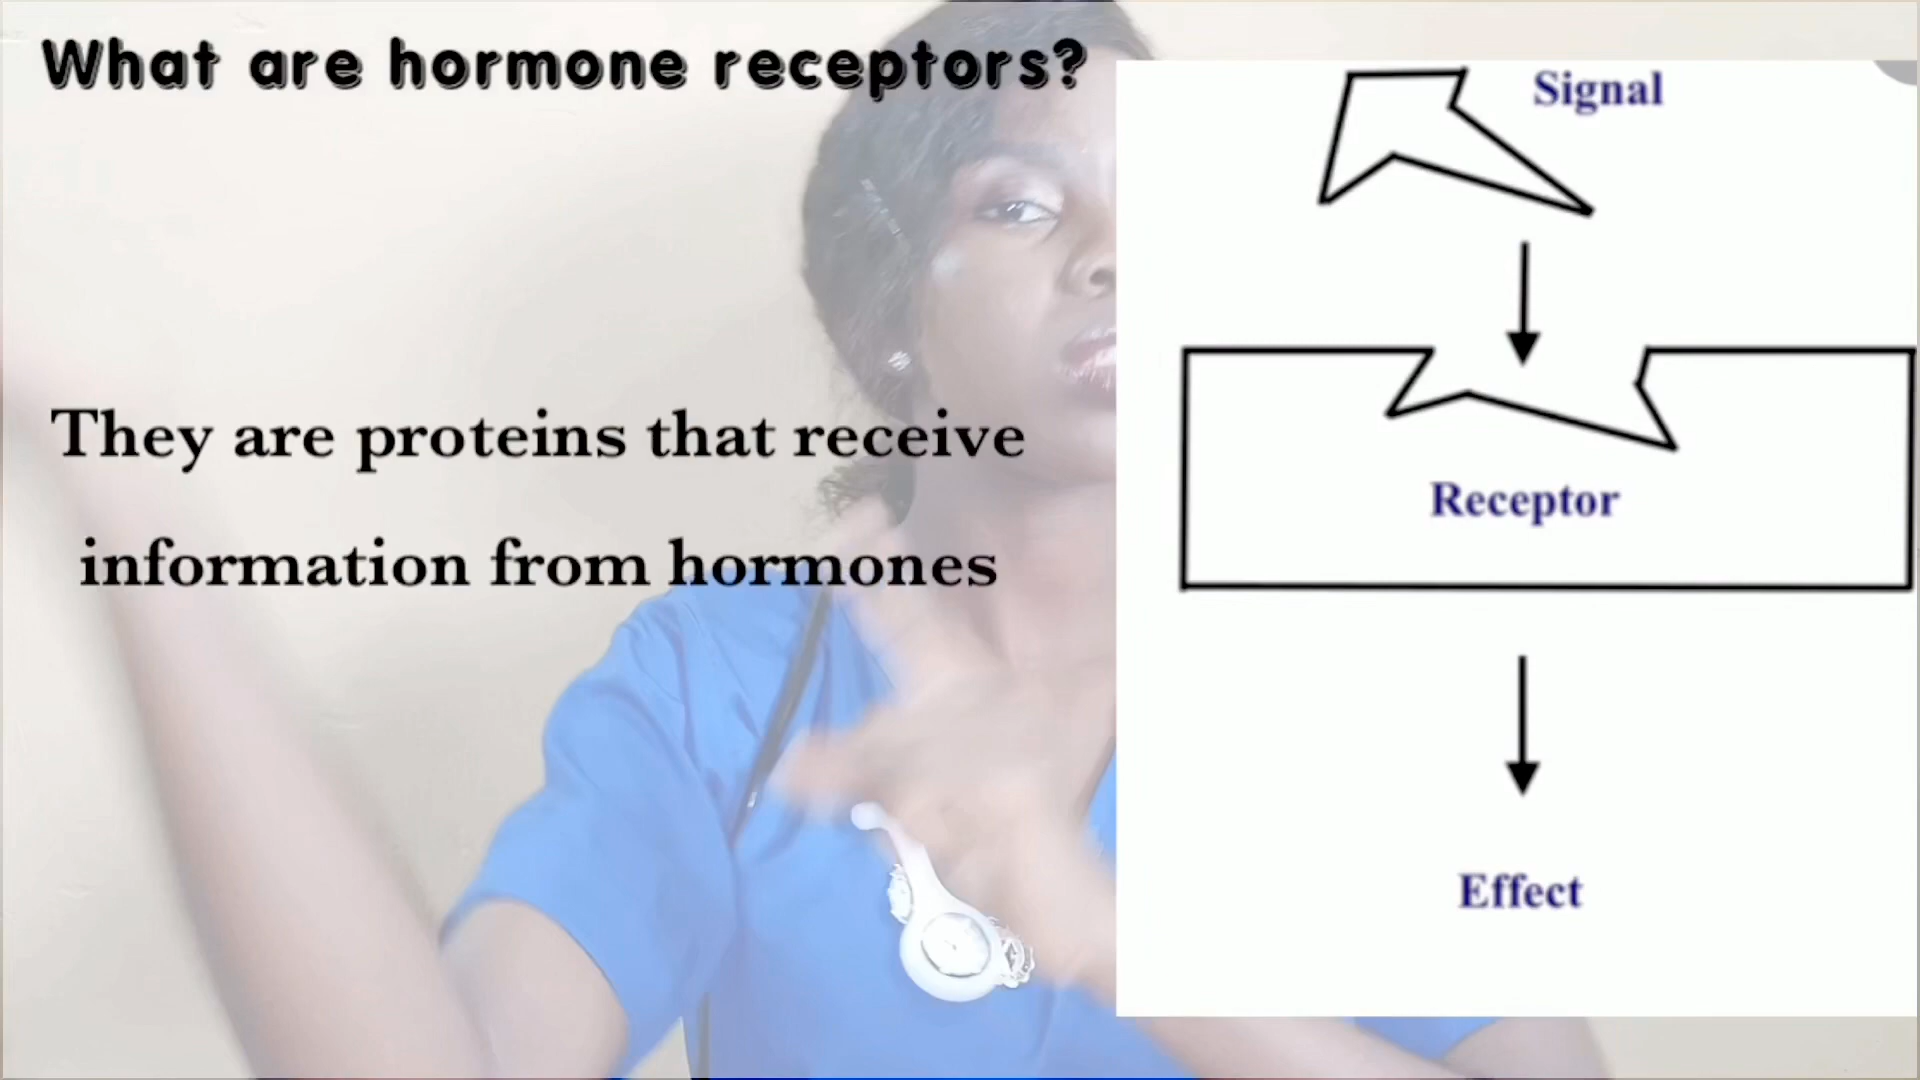 What are hormone receptors?
They are proteins that receive
information from hormones
Signal
Receptor
Effect